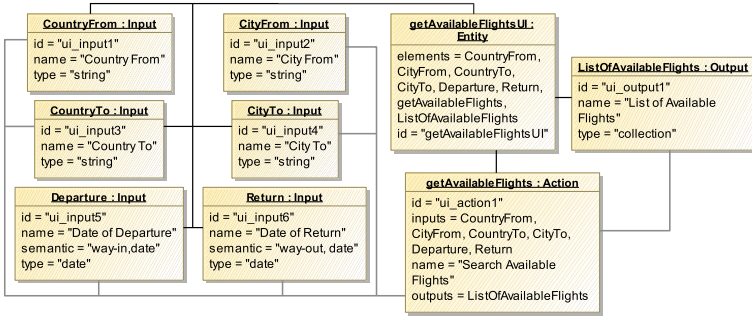 CountryFrom : Input
id = "ui_input1"
name = "Country From"
type = "string"
CityFrom : Input
id = "ui_input2"
name = "City From"
type = "string"
getAvailableFlightsUI :
Entity
elements = CountryFrom,
CityFrom, CountryTo,
CityTo, Departure, Return,
getAvailableFlights,
ListOfAvailableFlights
id = "getAvailableFlightsUI"
ListOfAvailableFlights : Output
id = "ui_output1"
name = "List of Available
Flights"
type = "collection"
CountryTo : Input
id = "ui_input3"
name = "Country To"
type = "string"
CityTo : Input
id = "ui_input4"
name = "City To"
type = "string"
Departure : Input
id = "ui_input5"
name = "Date of Departure"
semantic = "way-in,date"
type = "date"
Return : Input
id = "ui_input6"
name = "Date of Return"
semantic = "way-out, date"
type = "date"
getAvailableFlights : Action
id = "ui_action1"
inputs = CountryFrom,
CityFrom, CountryTo, CityTo,
Departure, Return
name = "Search Available
Flights"
outputs = ListOfAvailableFlights